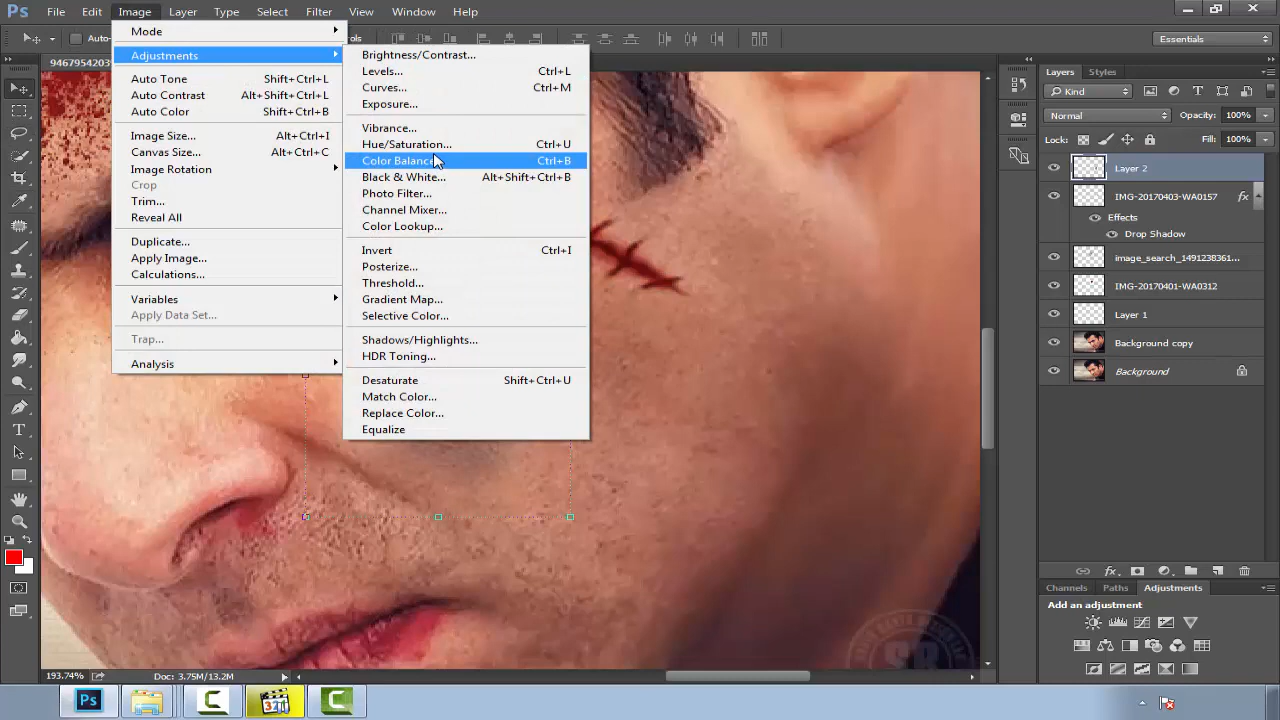 Ps File Edit Image Layer Type Select Filter View Window Help
Auto-
Essentials
Mode
Adjustments
Auto Tone Shift+Ctrl+L
Auto Contrast Alt+Shift+Ctrl+L
Auto Color Shift+Ctrl+B
Image Size... Alt+Ctrl+I
Canvas Size... Alt+Ctrl+C
Image Rotation
Crop
Trim...
Reveal All
Duplicate...
Apply Image...
Calculations...
Variables
Apply Data Set...
Trap...
Analysis
Brightness/Contrast...
Levels... Ctrl+L
Curves... Ctrl+M
Exposure...
Vibrance...
Hue/Saturation... Ctrl+U
Color Balance Ctrl+B
Black & White... Alt+Shift+Ctrl+B
Photo Filter...
Channel Mixer...
Color Lookup...
Invert Ctrl+I
Posterize...
Threshold...
Gradient Map...
Selective Color...
Shadows/Highlights...
HDR Toning...
Desaturate Shift+Ctrl+U
Match Color...
Replace Color...
Equalize
Layers Styles
Kind
Normal Opacity: 100%
Lock: Fill: 100%
Layer 2
IMG-20170403-WA0157 fx
Effects
Drop Shadow
image_search_1491238361...
IMG-20170401-WA0312
Layer 1
Background copy
Background
fx
Channels Paths Adjustments
Add an adjustment
193.74% Doc: 3.75M/13.2M
SR
Ps
321